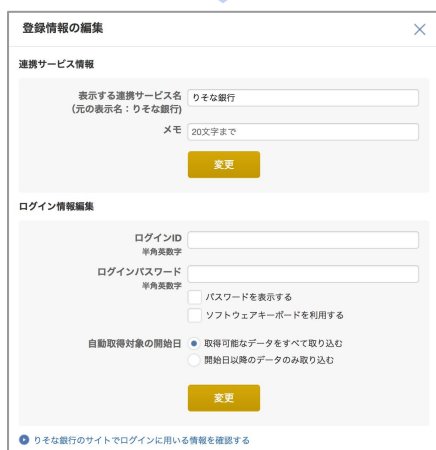 登録情報の編集
連携サービス情報
表示する連携サービス名
(元の表示名：りそな銀行)
りそな銀行
メモ
20文字まで
変更
ログイン情報編集
ログインID
半角英数字
ログインパスワード
半角英数字
パスワードを表示する
ソフトウェアキーボードを利用する
自動取得対象の開始日
取得可能なデータをすべて取り込む
開始日以降のデータのみ取り込む
変更
りそな銀行のサイトでログインに用いる情報を確認する